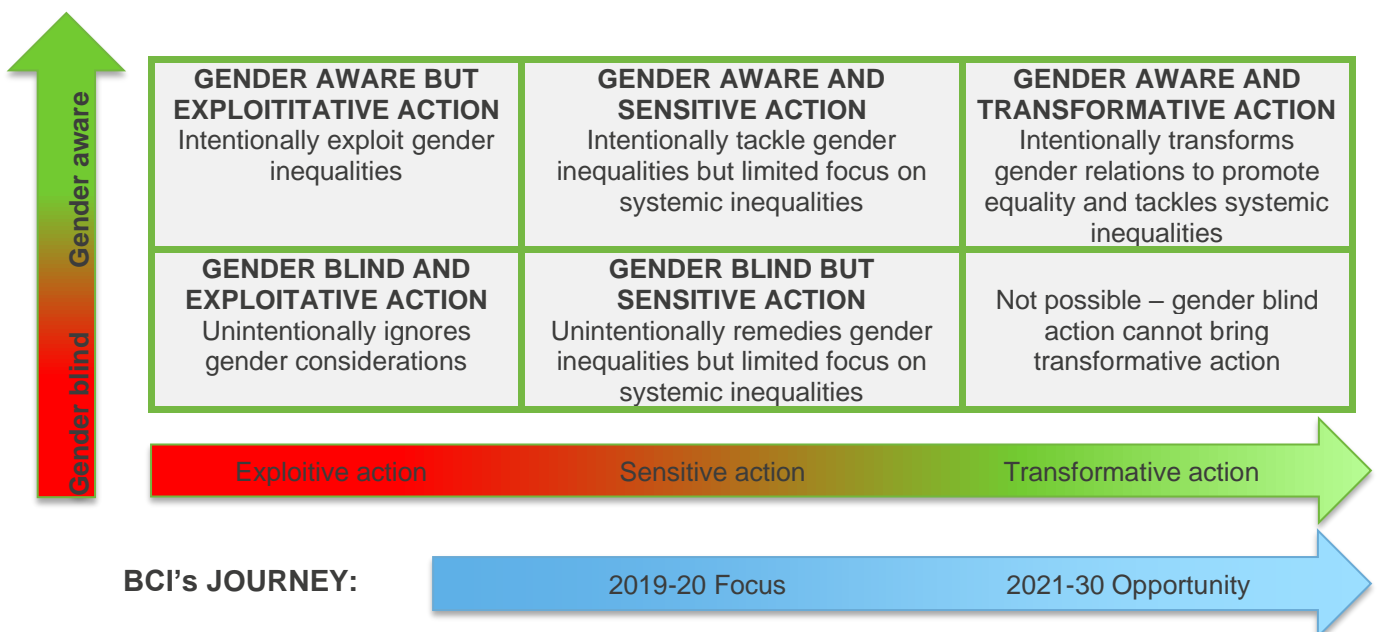 Gender aware
Gender blind
GENDER AWARE BUT
EXPLOITITATIVE ACTION
Intentionally exploit gender
inequalities
GENDER AWARE AND
SENSITIVE ACTION
Intentionally tackle gender
inequalities but limited focus on
systemic inequalities
GENDER AWARE AND
TRANSFORMATIVE ACTION
Intentionally transforms
gender relations to promote
equality and tackles systemic
inequalities
GENDER BLIND AND
EXPLOITATIVE ACTION
Unintentionally ignores
gender considerations
GENDER BLIND BUT
SENSITIVE ACTION
Unintentionally remedies gender
inequalities but limited focus on
systemic inequalities
Not possible – gender blind
action cannot bring
transformative action
Exploitive action
Sensitive action
Transformative action
BCI's JOURNEY:
2019-20 Focus
2021-30 Opportunity